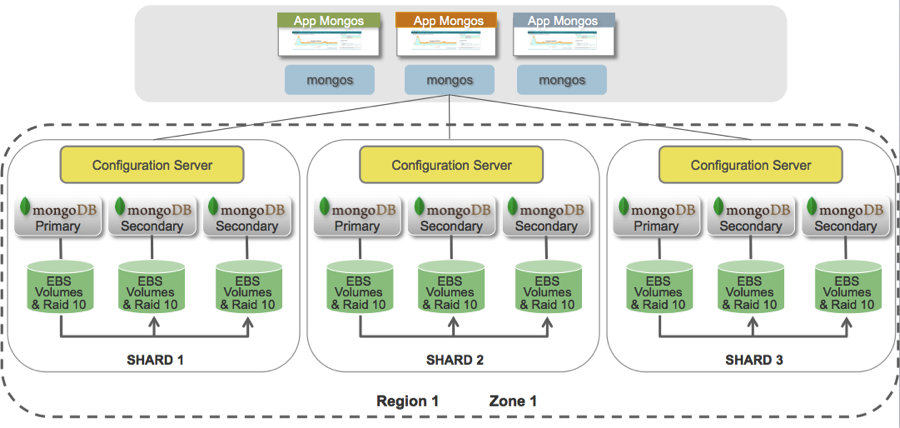 App Mongos
App Mongos
App Mongos
mongos
mongos
mongos
Configuration Server
Configuration Server
Configuration Server
mongoDB
Primary
mongoDB
Secondary
mongoDB
Secondary
mongoDB
Primary
mongoDB
Secondary
mongoDB
Secondary
mongoDB
Primary
mongoDB
Secondary
mongoDB
Secondary
EBS
Volumes
& Raid 10
EBS
Volumes
& Raid 10
EBS
Volumes
& Raid 10
EBS
Volumes
& Raid 10
EBS
Volumes
& Raid 10
EBS
Volumes
& Raid 10
EBS
Volumes
& Raid 10
EBS
Volumes
& Raid 10
EBS
Volumes
& Raid 10
SHARD 1
SHARD 2
SHARD 3
Region 1 Zone 1